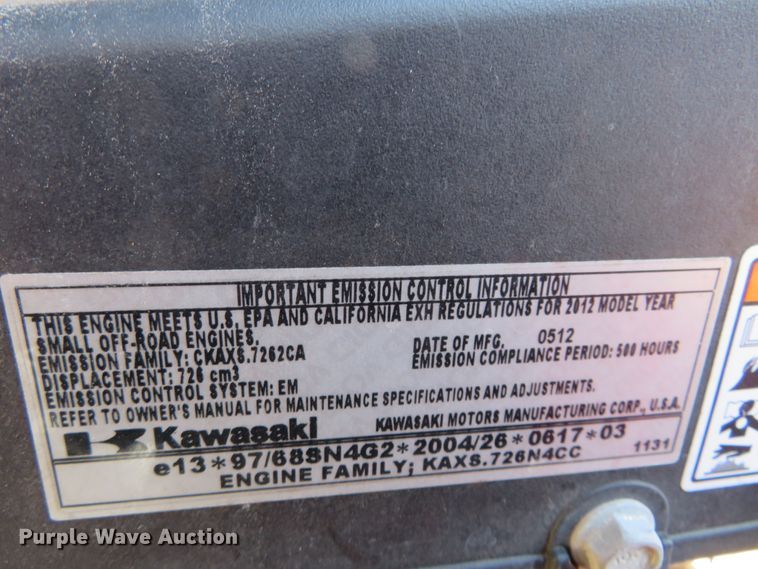 IMPORTANT EMISSION CONTROL INFORMATION
THIS ENGINE MEETS U.S. EPA AND CALIFORNIA EXH REGULATIONS FOR 2012 MODEL YEAR
SMALL OFF-ROAD ENGINES. DATE OF MFG. 0512
EMISSION FAMILY: CKAXS.7262CA EMISSION COMPLIANCE PERIOD: 500 HOURS
DISPLACEMENT: 726 cm3
EMISSION CONTROL SYSTEM: EM
REFER TO OWNER'S MANUAL FOR MAINTENANCE SPECIFICATIONS AND ADJUSTMENTS.
Kawasaki KAWASAKI MOTORS MANUFACTURING CORP., U.S.A.
e13*97/68SN4G2*2004/26*0617*03
ENGINE FAMILY; KAXS.726N4CC 1131
Purple Wave Auction